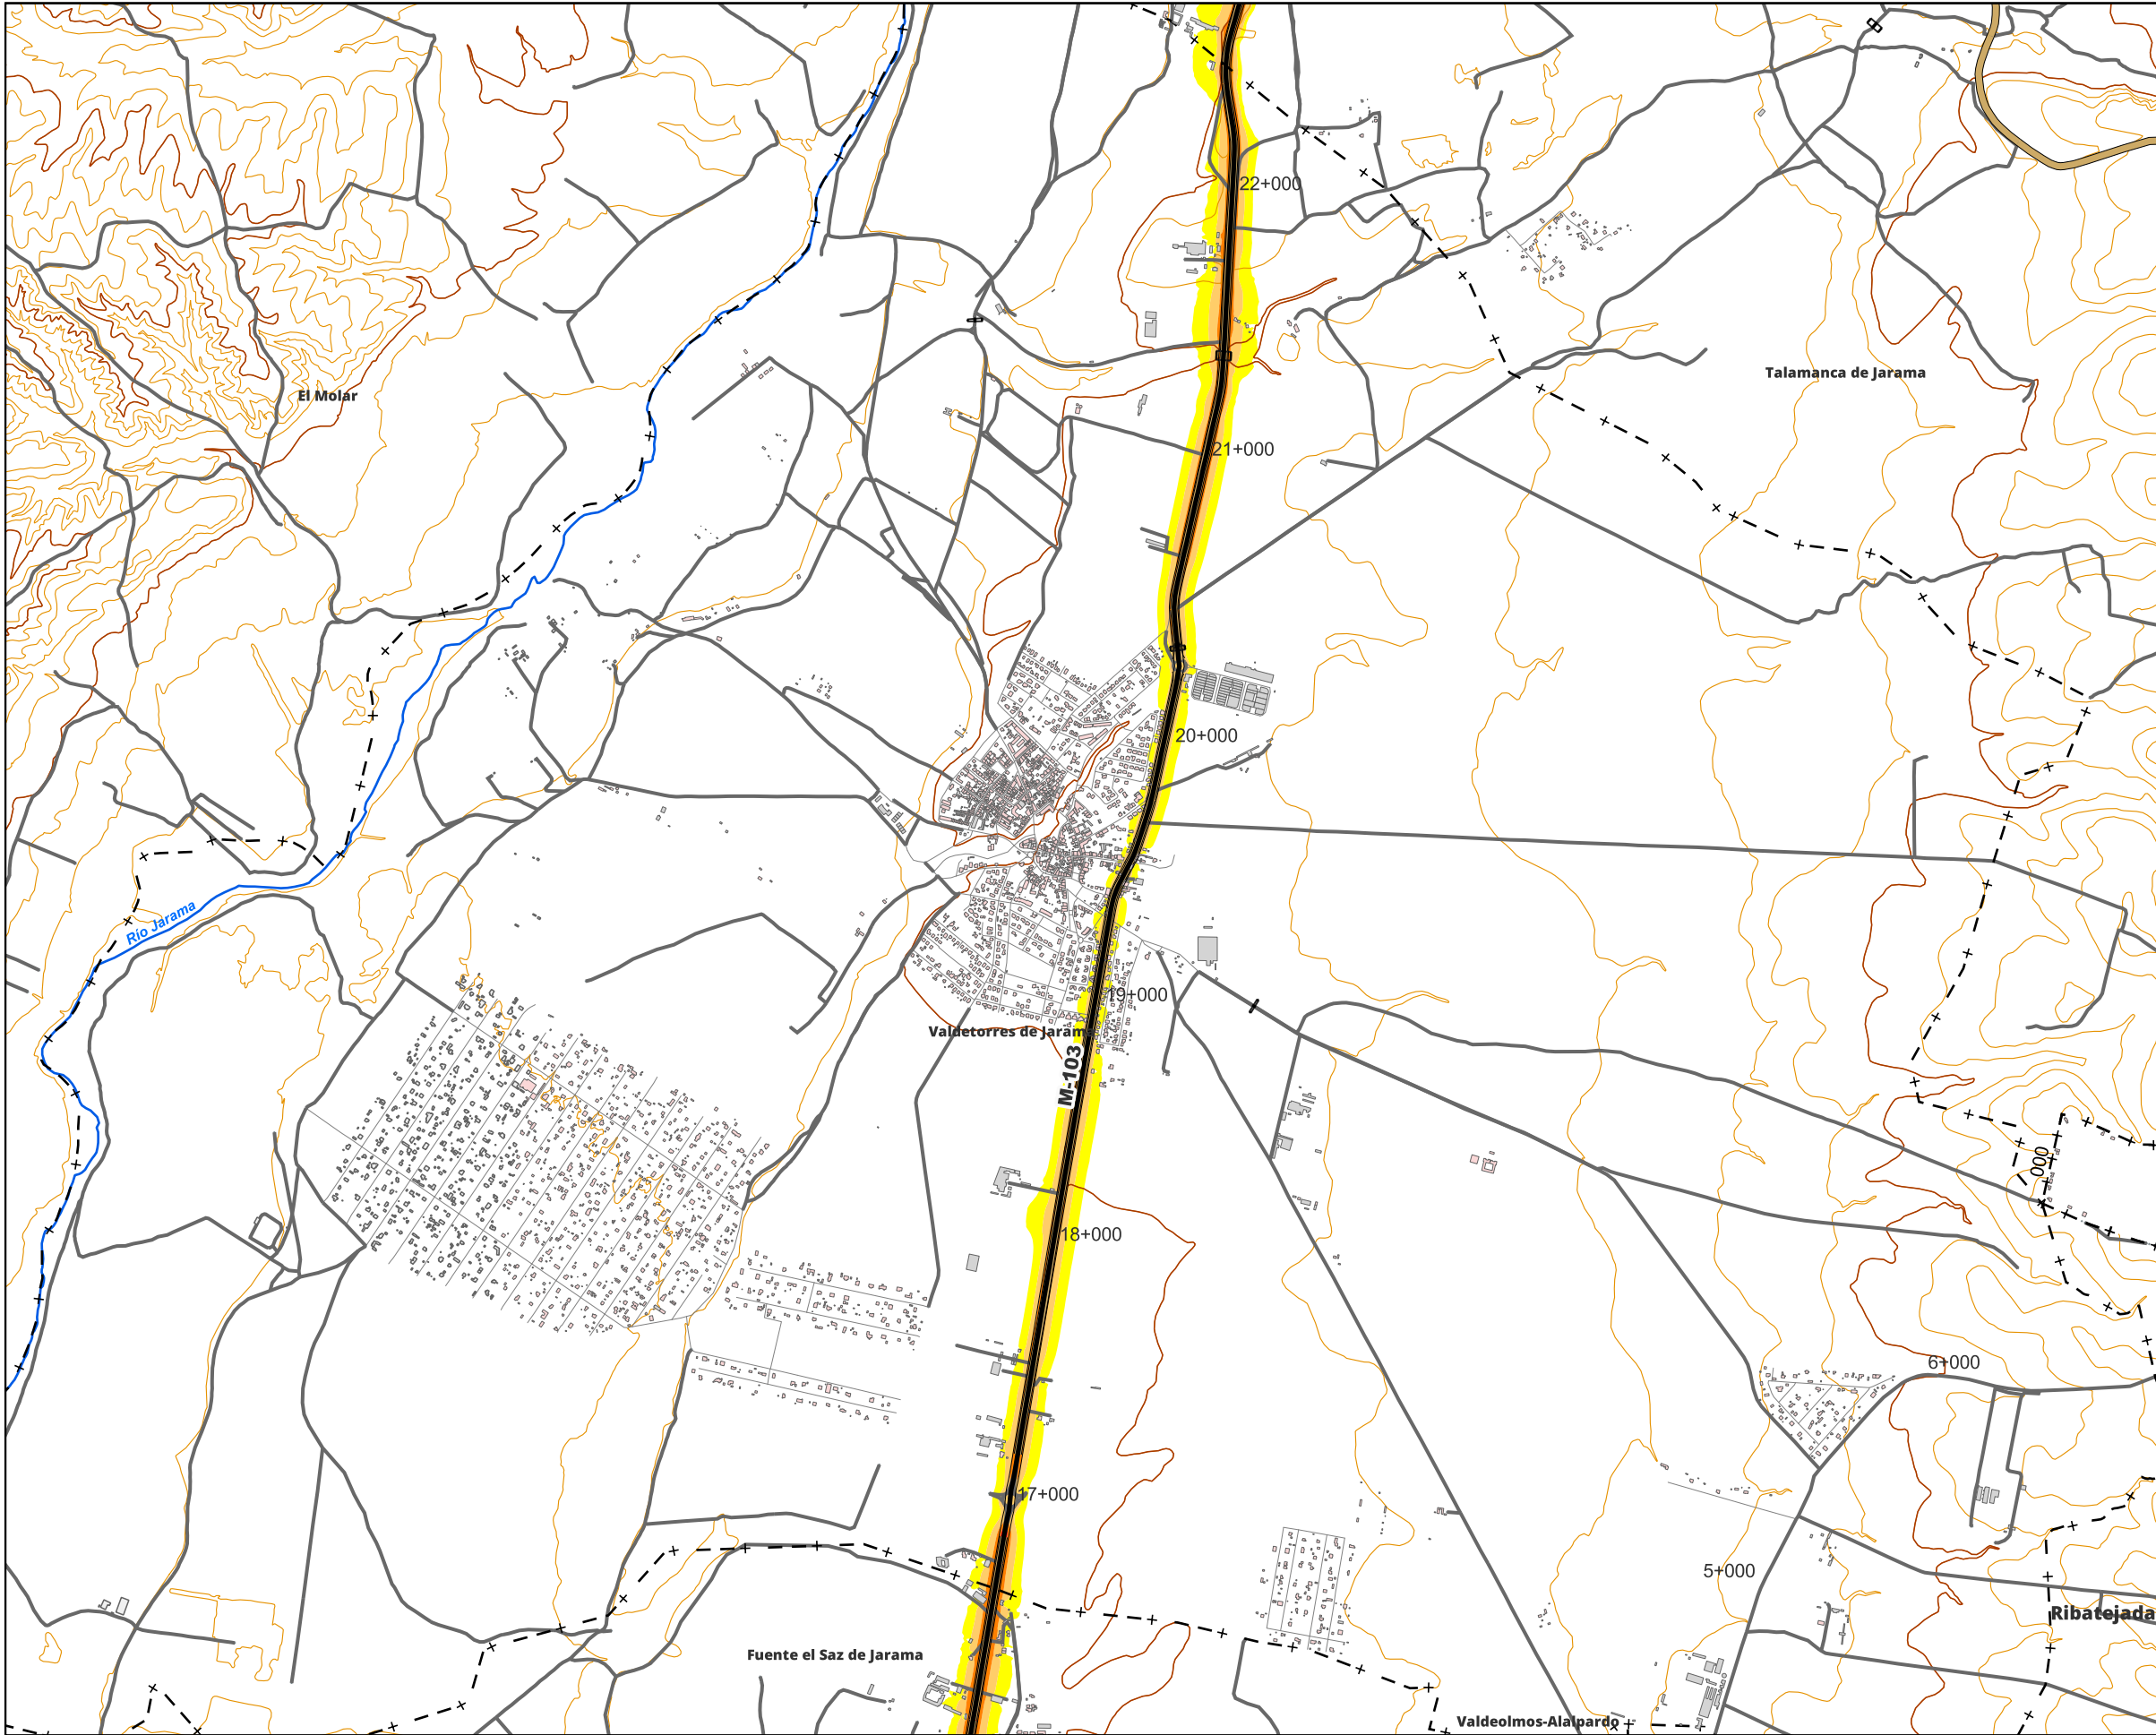 22+000
Talamanca de Jarama
El Molar
21+000
20+000
Río Jarama
19+000
Valdetorres de Jarama
M-103
000
18+000
6+000
17+000
5+000
Ribatejada
Fuente el Saz de Jarama
Valdeolmos-Alalpardo